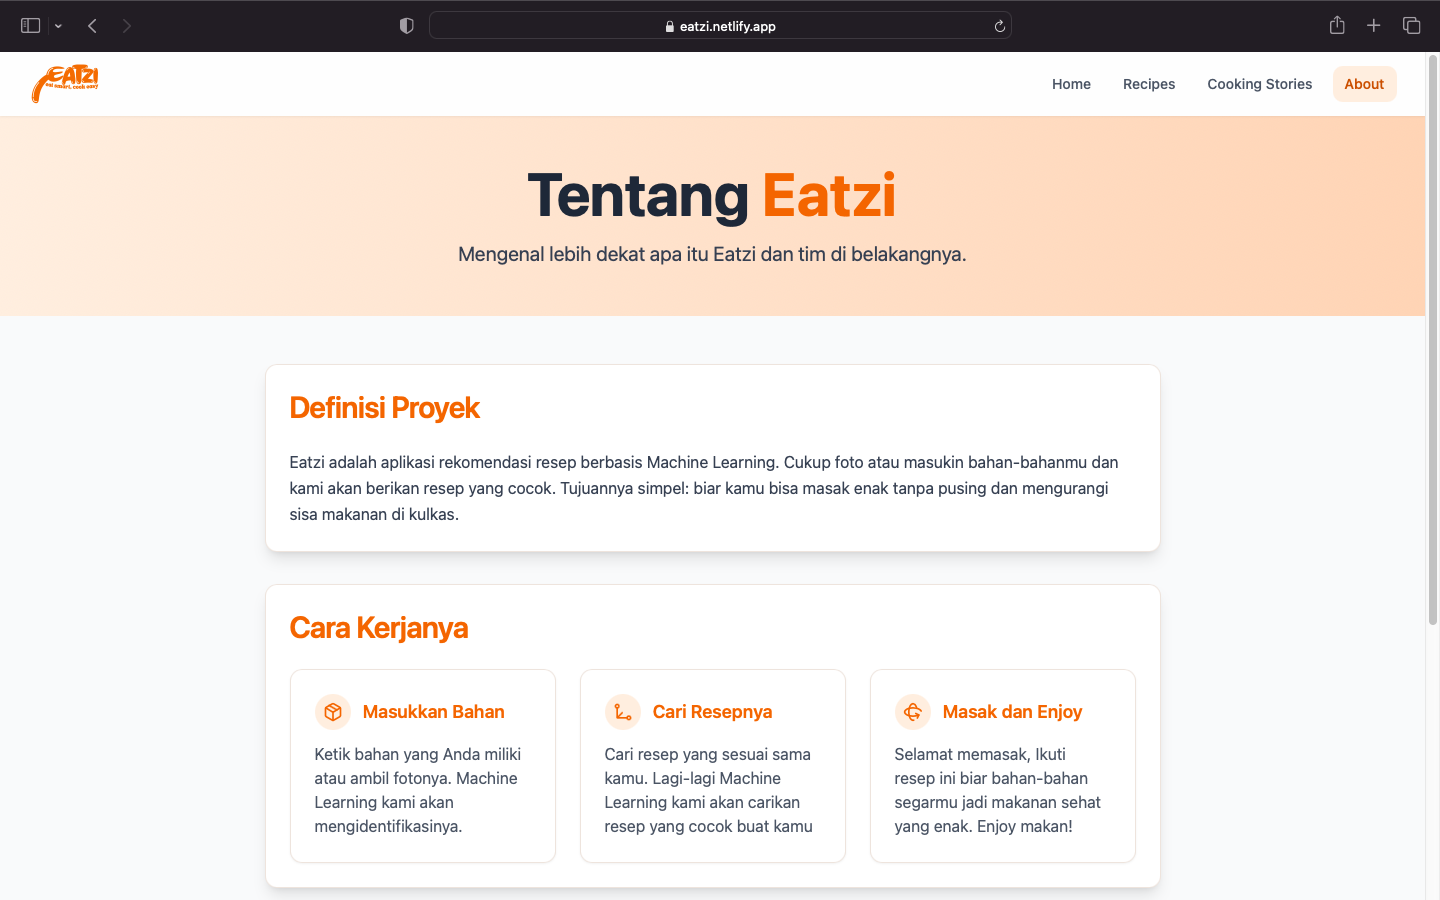 eatzi.netlify.app
EATZI
eat smart, cook easy
Home
Recipes
Cooking Stories
About
Tentang Eatzi
Mengenal lebih dekat apa itu Eatzi dan tim di belakangnya.
Definisi Proyek
Eatzi adalah aplikasi rekomendasi resep berbasis Machine Learning. Cukup foto atau masukin bahan-bahanmu dan
kami akan berikan resep yang cocok. Tujuannya simpel: biar kamu bisa masak enak tanpa pusing dan mengurangi
sisa makanan di kulkas.
Cara Kerjanya
Masukkan Bahan
Ketik bahan yang Anda miliki
atau ambil fotonya. Machine
Learning kami akan
mengidentifikasinya.
Cari Resepnya
Cari resep yang sesuai sama
kamu. Lagi-lagi Machine
Learning kami akan carikan
resep yang cocok buat kamu
Masak dan Enjoy
Selamat memasak, Ikuti
resep ini biar bahan-bahan
segarmu jadi makanan sehat
yang enak. Enjoy makan!